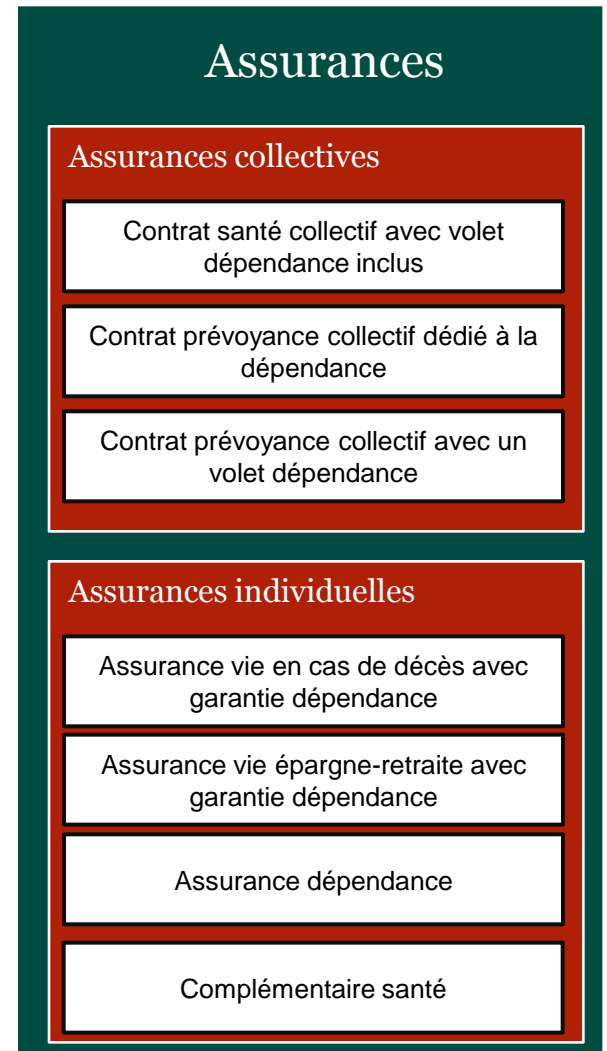 Assurances
Assurances collectives
Contrat santé collectif avec volet
dépendance inclus
Contrat prévoyance collectif dédié à la
dépendance
Contrat prévoyance collectif avec un
volet dépendance
Assurances individuelles
Assurance vie en cas de décès avec
garantie dépendance
Assurance vie épargne-retraite avec
garantie dépendance
Assurance dépendance
Complémentaire santé